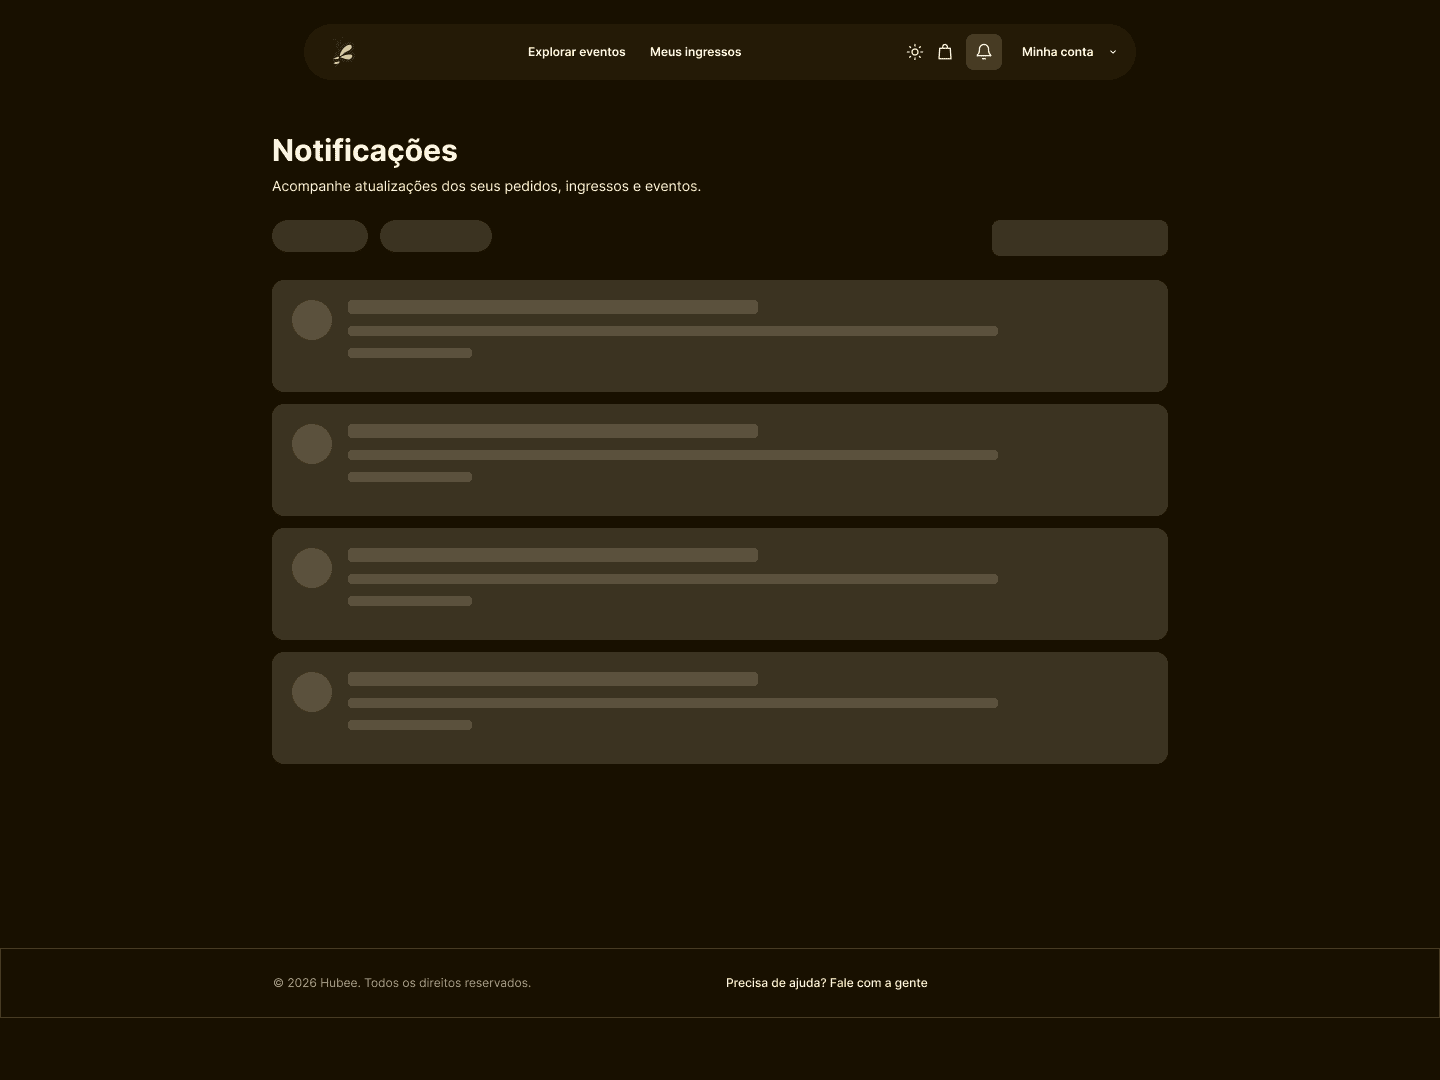 Explorar eventos
Meus ingressos
Minha conta
Notificações
Acompanhe atualizações dos seus pedidos, ingressos e eventos.
© 2026 Hubee. Todos os direitos reservados.
Precisa de ajuda? Fale com a gente